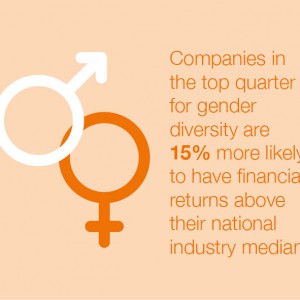 Companies in
the top quarter
for gender
diversity are
15% more likely
to have financial
returns above
their national
industry median